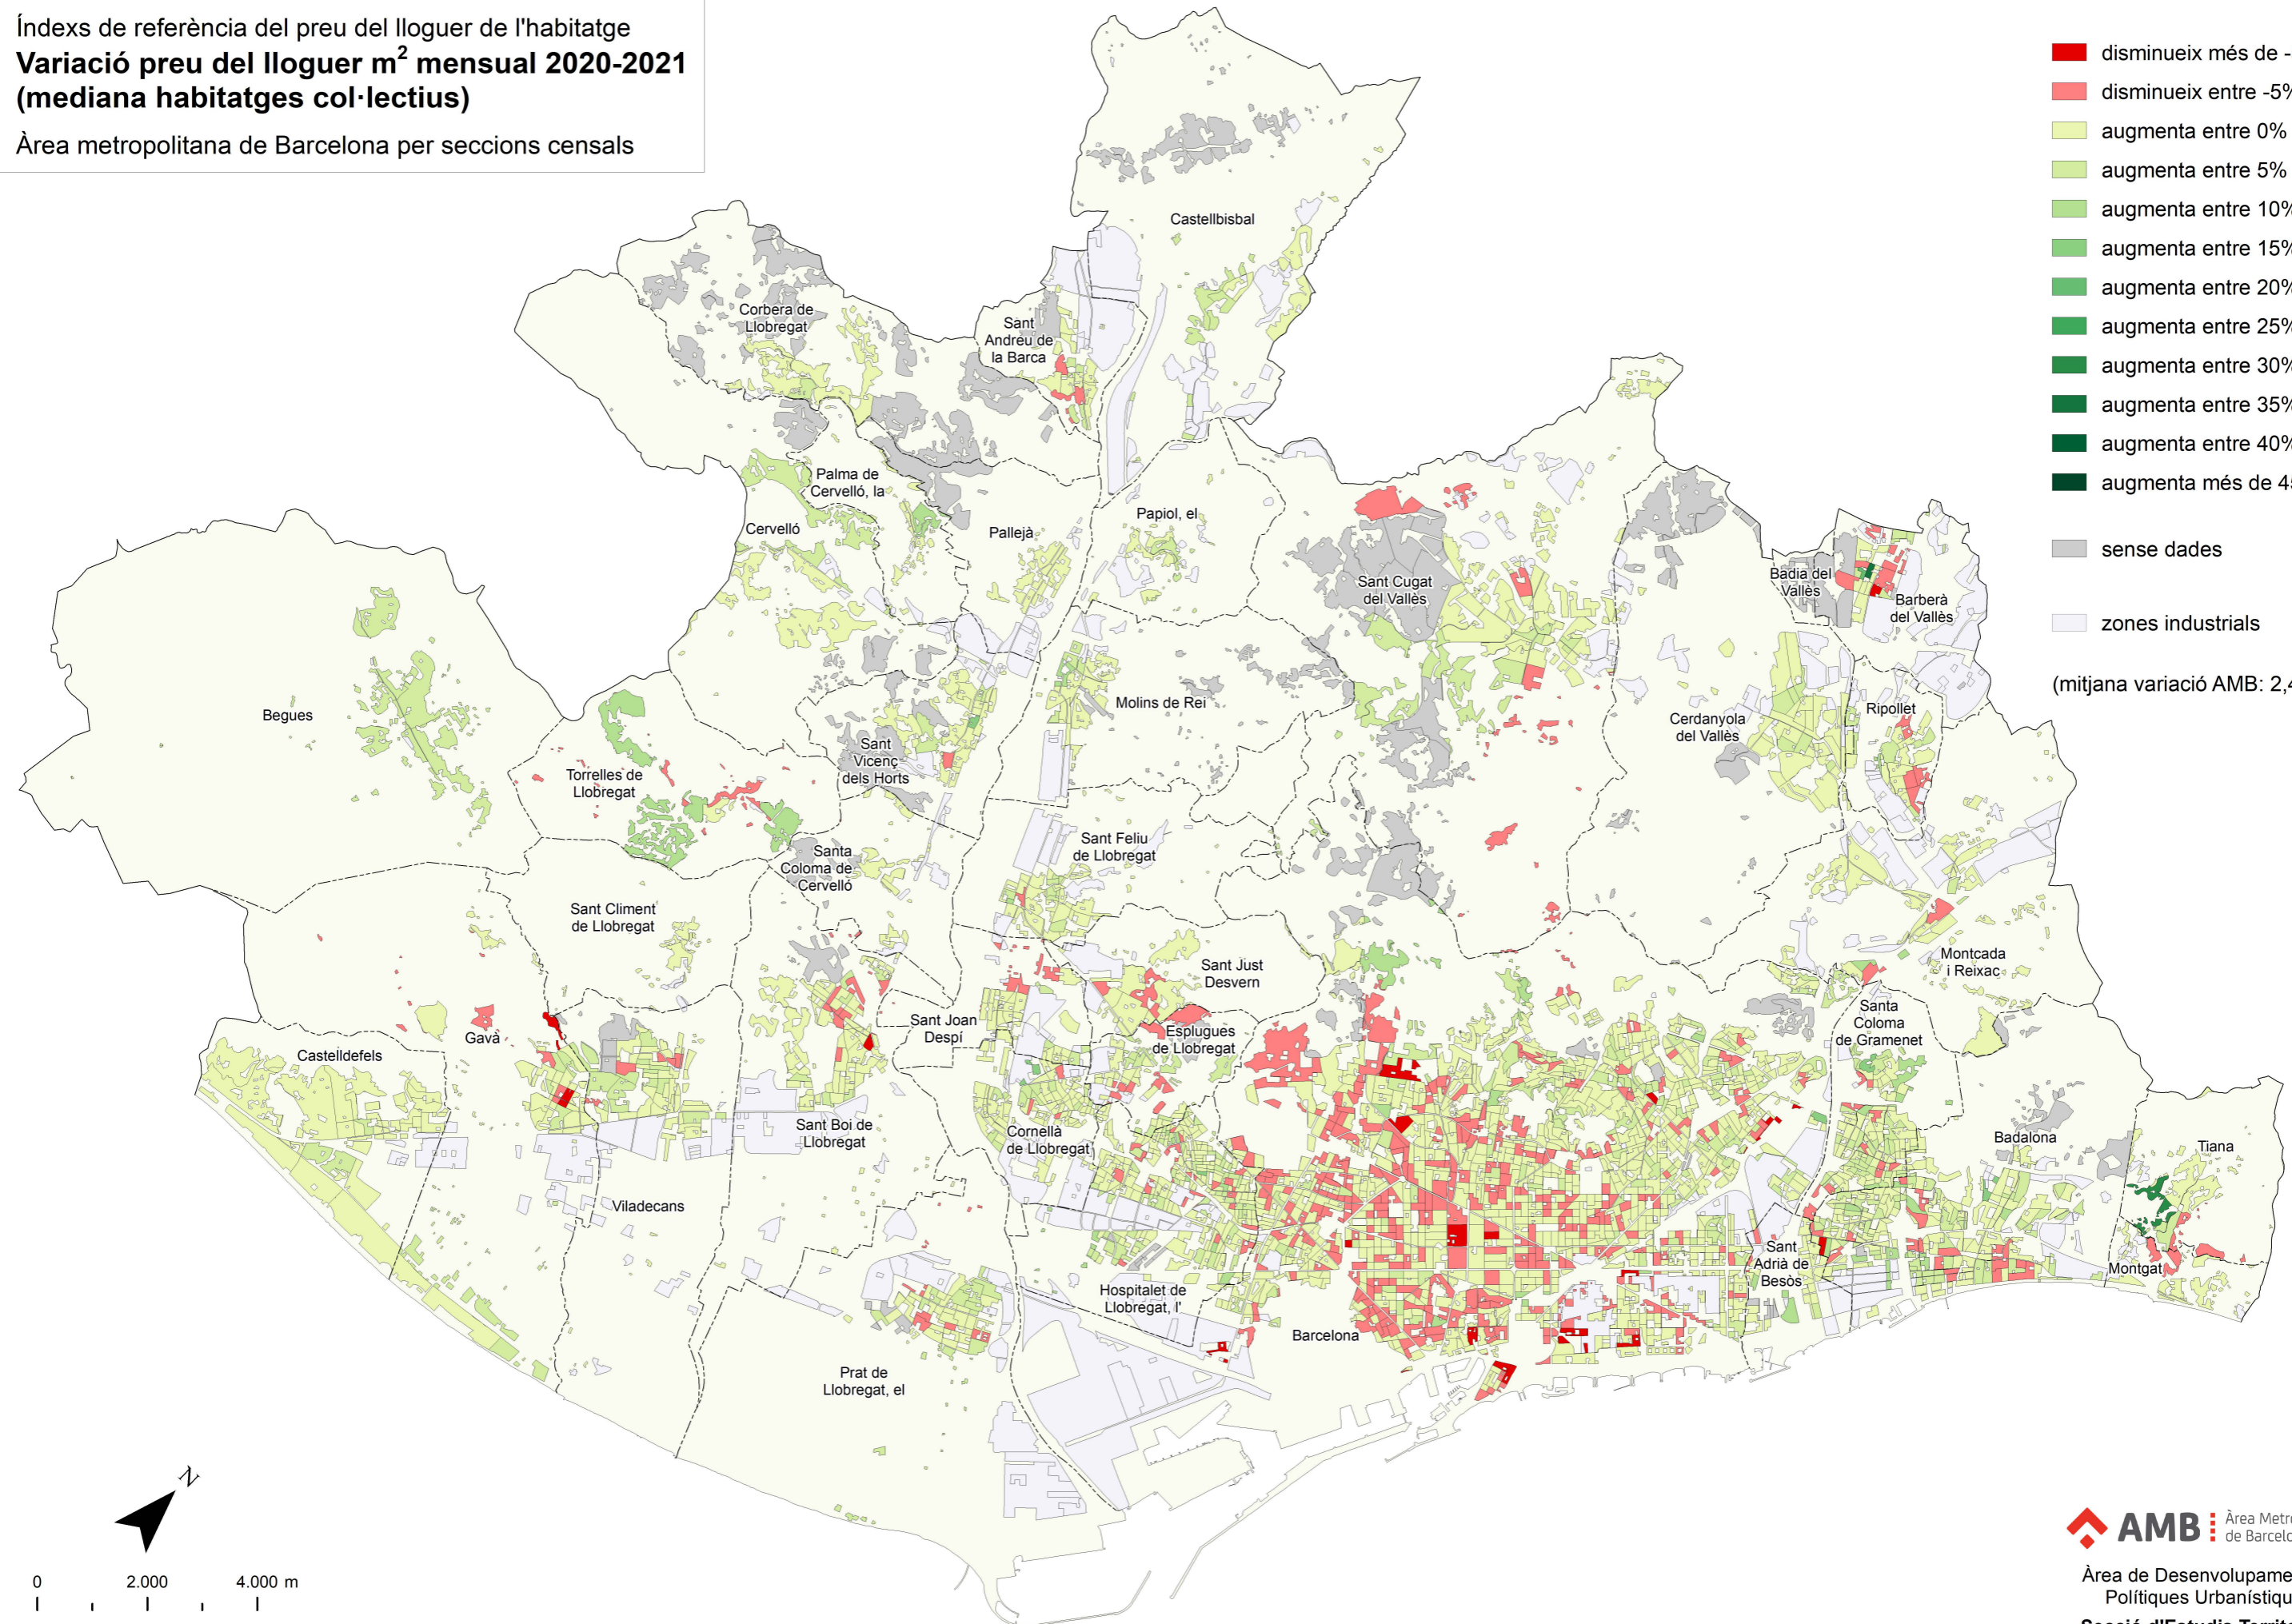 Índexs de referència del preu del lloguer de l'habitatge
Variació preu del lloguer m² mensual 2020-2021
(mediana habitatges col·lectius)
Àrea metropolitana de Barcelona per seccions censals
disminueix més de -
disminueix entre -5%
augmenta entre 0%
augmenta entre 5%
augmenta entre 10%
augmenta entre 15%
augmenta entre 20%
augmenta entre 25%
augmenta entre 30%
augmenta entre 35%
augmenta entre 40%
augmenta més de 45
sense dades
zones industrials
(mitjana variació AMB: 2,4
Castellbisbal
Corbera de
Llobregat
Sant
Andreu de
la Barca
Palma de
Cervelló, la
Cervelló
Pallejà
Papiol, el
Sant Cugat
del Vallès
Badia del
Vallès
Barberà
del Vallès
Begues
Molins de Rei
Cerdanyola
del Vallès
Ripollet
Torrelles de
Llobregat
Sant
Vicenç
dels Horts
Sant Feliu
de Llobregat
Santa
Coloma de
Cervelló
Sant Climent
de Llobregat
Sant Just
Desvern
Montcada
i Reixac
Gavà
Castelldefels
Sant Joan
Despí
Esplugues
de Llobregat
Santa
Coloma
de Gramenet
Sant Boi de
Llobregat
Cornellà
de Llobregat
Badalona
Tiana
Viladecans
Sant
Adrià de
Besòs
Montgat
Hospitalet de
Llobregat, l'
Barcelona
Prat de
Llobregat, el
N
0 2.000 4.000 m
AMB
Àrea Metro
de Barcelo
Àrea de Desenvolupame
Polítiques Urbanístiqu
Secció d'Estudis Territo